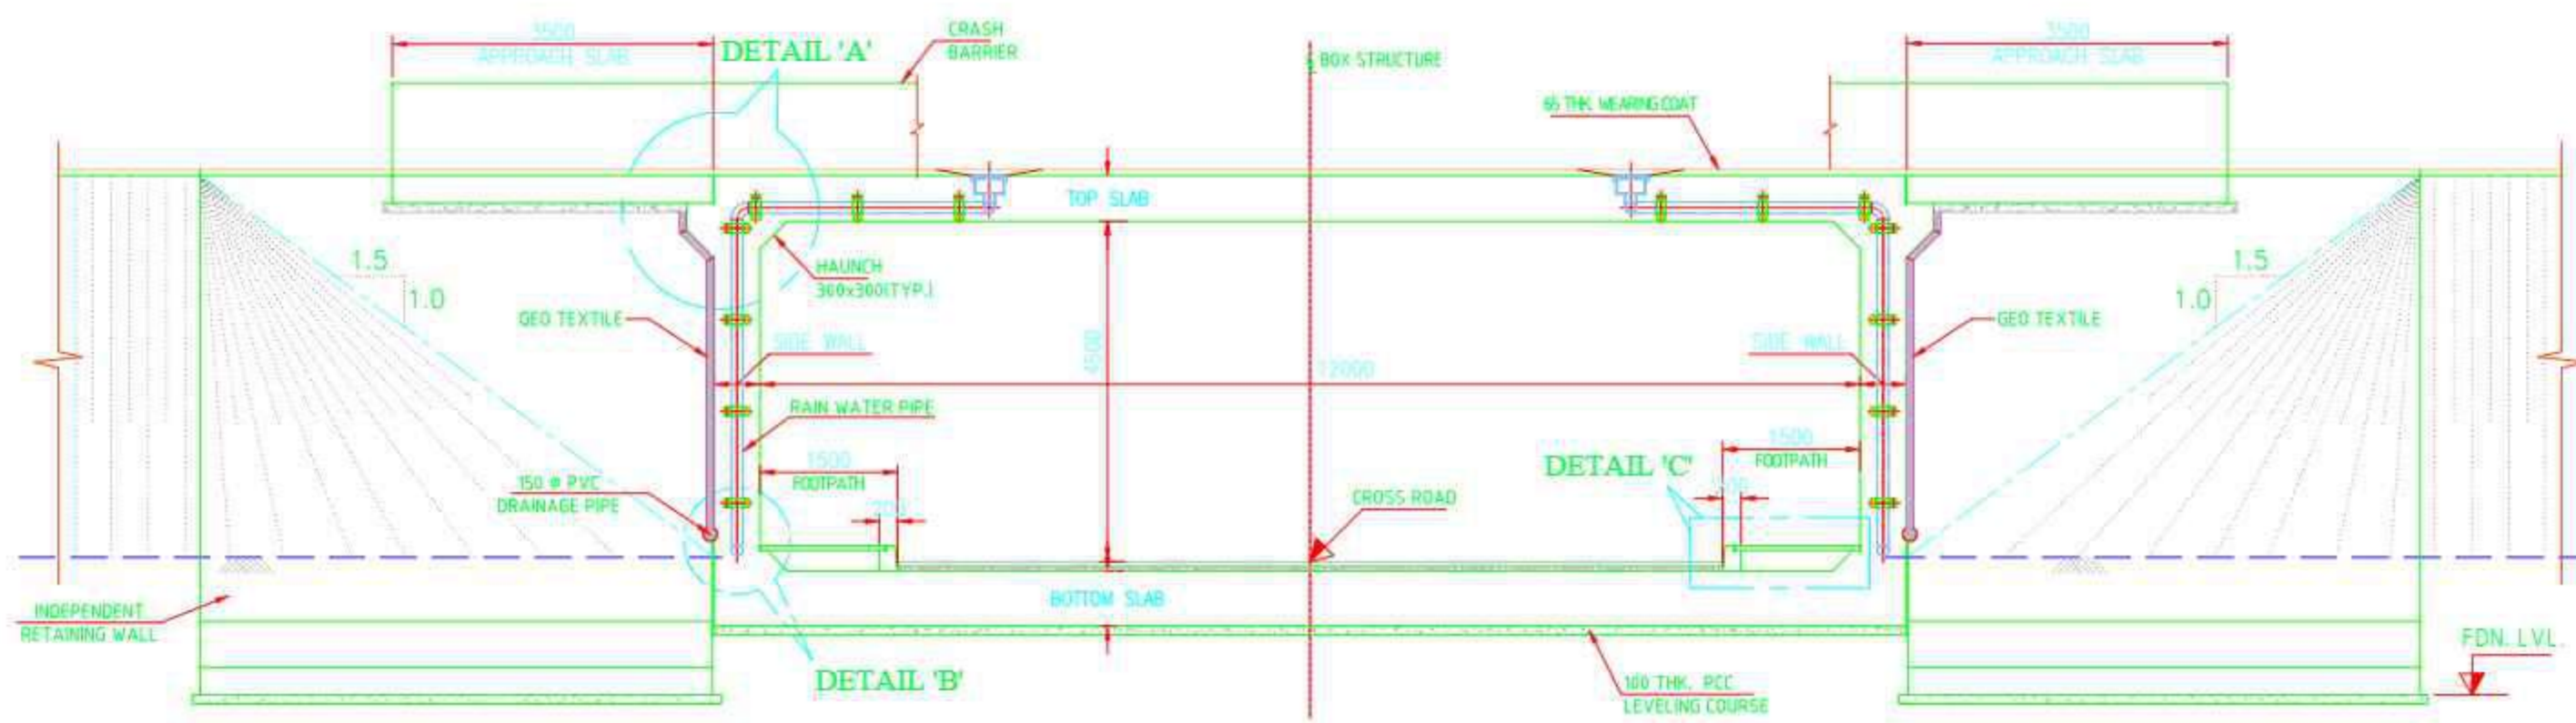 3500
APPROACH SLAB
DETAIL 'A'
CRASH
BARRIER
BOX STRUCTURE
65 THK. WEARING COAT
3500
APPROACH SLAB
TOP SLAB
1.5
1.0
HAUNCH
300x300(TYP.)
1.5
1.0
GEO TEXTILE
SIDE WALL
4500
12000
SIDE WALL
GEO TEXTILE
RAIN WATER PIPE
1500
FOOTPATH
DETAIL 'C'
1500
FOOTPATH
150 Φ PVC
DRAINAGE PIPE
CROSS ROAD
INDEPENDENT
RETAINING WALL
BOTTOM SLAB
DETAIL 'B'
100 THK. PCC
LEVELING COURSE
FDN. LVL.